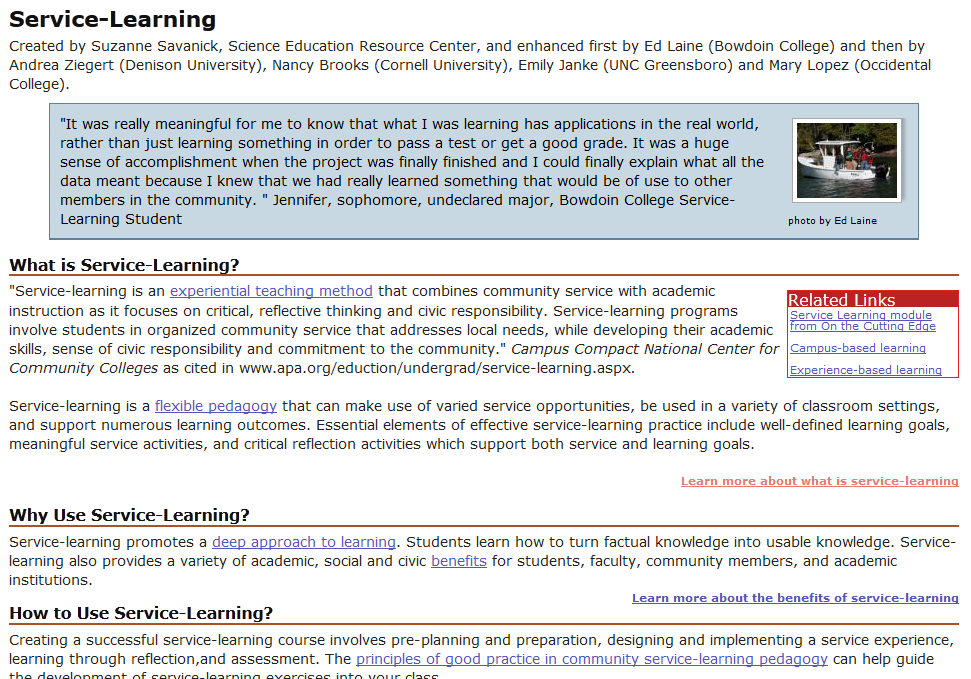 Service-Learning
Created by Suzanne Savanick, Science Education Resource Center, and enhanced first by Ed Laine (Bowdoin College) and then by
Andrea Ziegert (Denison University), Nancy Brooks (Cornell University), Emily Janke (UNC Greensboro) and Mary Lopez (Occidental
College).
"It was really meaningful for me to know that what I was learning has applications in the real world,
rather than just learning something in order to pass a test or get a good grade. It was a huge
sense of accomplishment when the project was finally finished and I could finally explain what all the
data meant because I knew that we had really learned something that would be of use to other
members in the community. " Jennifer, sophomore, undeclared major, Bowdoin College Service-
Learning Student
photo by Ed Laine
What is Service-Learning?
"Service-learning is an experiential teaching method that combines community service with academic
instruction as it focuses on critical, reflective thinking and civic responsibility. Service-learning programs
involve students in organized community service that addresses local needs, while developing their academic
skills, sense of civic responsibility and commitment to the community." Campus Compact National Center for
Community Colleges as cited in www.apa.org/eduction/undergrad/service-learning.aspx.
Related Links
Service Learning module
from On the Cutting Edge
Campus-based learning
Experience-based learning
Service-learning is a flexible pedagogy that can make use of varied service opportunities, be used in a variety of classroom settings,
and support numerous learning outcomes. Essential elements of effective service-learning practice include well-defined learning goals,
meaningful service activities, and critical reflection activities which support both service and learning goals.
Learn more about what is service-learning
Why Use Service-Learning?
Service-learning promotes a deep approach to learning. Students learn how to turn factual knowledge into usable knowledge. Service-
learning also provides a variety of academic, social and civic benefits for students, faculty, community members, and academic
institutions.
Learn more about the benefits of service-learning
How to Use Service-Learning?
Creating a successful service-learning course involves pre-planning and preparation, designing and implementing a service experience,
learning through reflection,and assessment. The principles of good practice in community service-learning pedagogy can help guide
the development of service-learning exercises into your class.